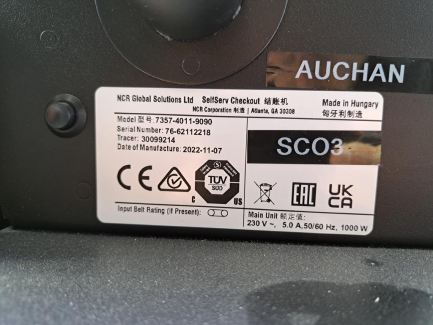 AUCHAN
NCR Global Solutions Ltd SelfServ Checkout 结账机
NCR Corporation 制造 | Atlanta, GA 30308
Made in Hungary
匈牙利制造
Model 型号: 7357-4011-9090
Serial Number: 76-62112218
Tracer: 30099214
Date of Manufacture: 2022-11-07
SCO3
CE
TÜV
SÜD
C US
EAC
UK
CA
Input Belt Rating (If Present):
Main Unit 额定值:
230 V ~, 5.0 A,50/60 Hz, 1000 W